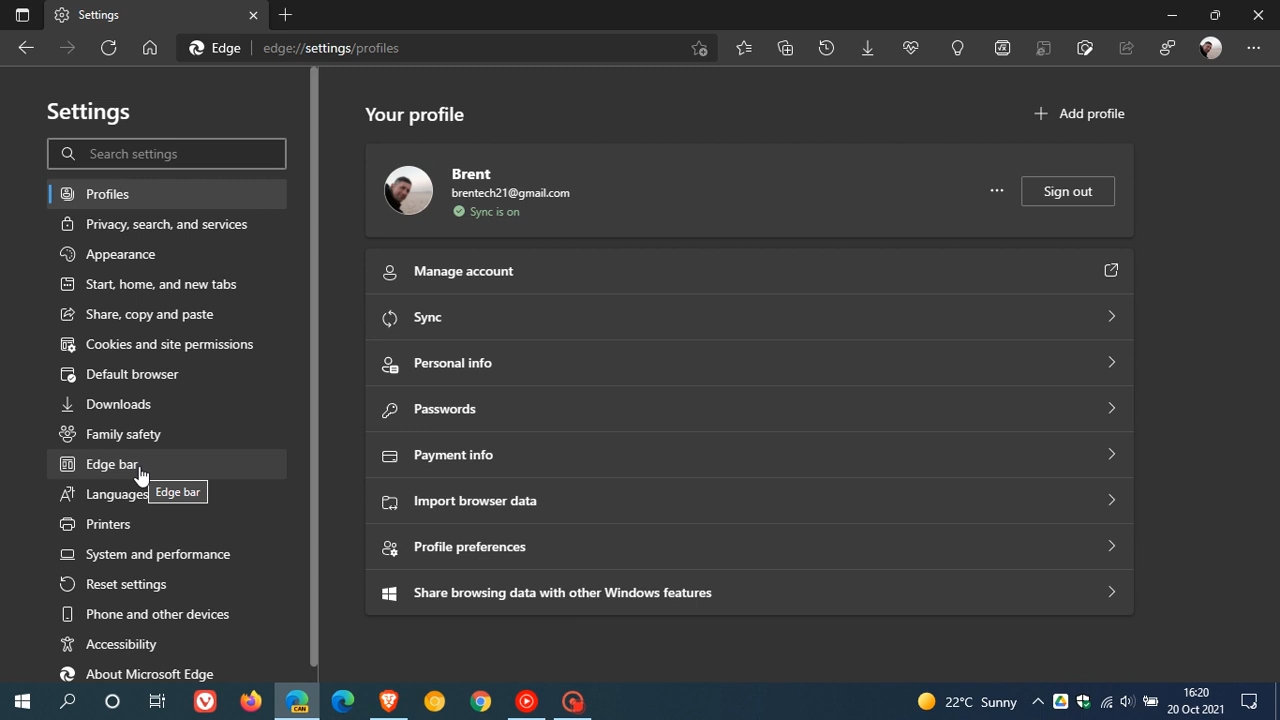 Settings
Edge
edge://settings/profiles
Settings
Search settings
Profiles
Privacy, search, and services
Appearance
Start, home, and new tabs
Share, copy and paste
Cookies and site permissions
Default browser
Downloads
Family safety
Edge bar
Edge bar
Languages
Printers
System and performance
Reset settings
Phone and other devices
Accessibility
About Microsoft Edge
Your profile
Add profile
Brent
brentech21@gmail.com
Sync is on
Sign out
Manage account
Sync
Personal info
Passwords
Payment info
Import browser data
Profile preferences
Share browsing data with other Windows features
CAN
22°C Sunny
16:20
20 Oct 2021